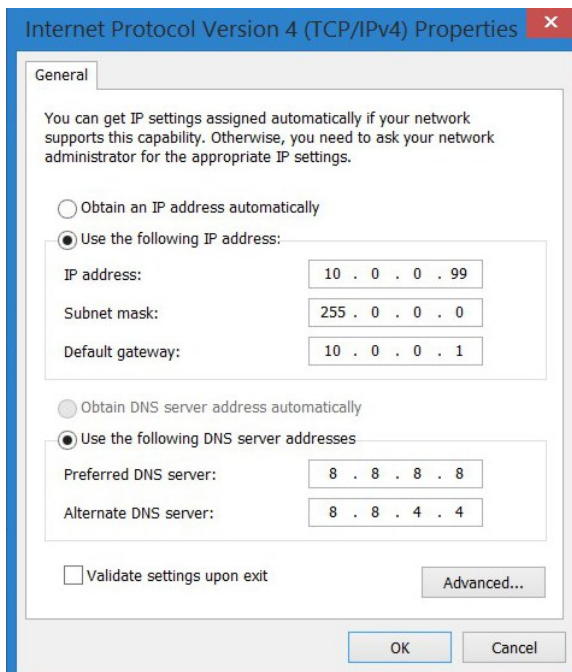 Internet Protocol Version 4 (TCP/IPv4) Properties
General
You can get IP settings assigned automatically if your network
supports this capability. Otherwise, you need to ask your network
administrator for the appropriate IP settings.
Obtain an IP address automatically
Use the following IP address:
IP address: 10 . 0 . 0 . 99
Subnet mask: 255 . 0 . 0 . 0
Default gateway: 10 . 0 . 0 . 1
Obtain DNS server address automatically
Use the following DNS server addresses
Preferred DNS server: 8 . 8 . 8 . 8
Alternate DNS server: 8 . 8 . 4 . 4
Validate settings upon exit
Advanced...
OK Cancel